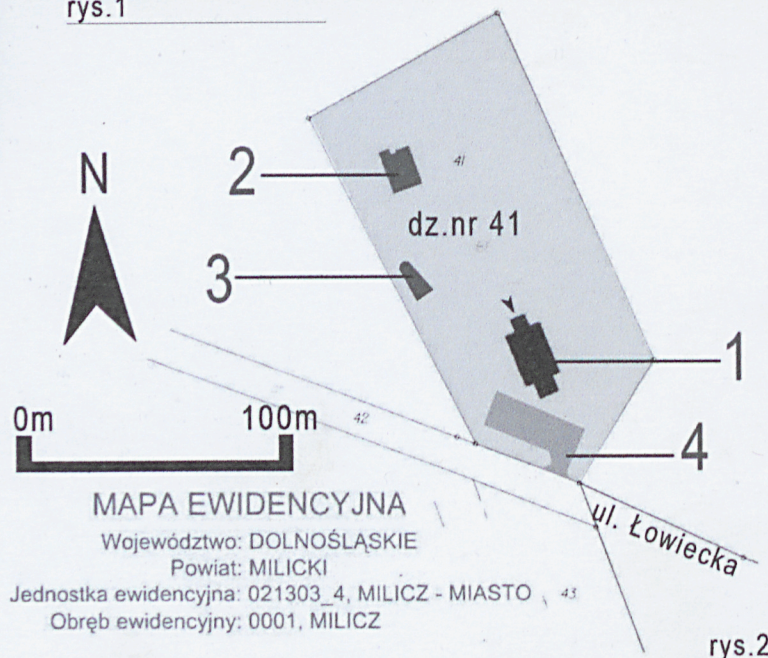 rys.1
N
2
41
dz.nr 41
3
1
0m 100m
42
4
ul. Łowiecka
MAPA EWIDENCYJNA
Województwo: DOLNOŚLĄSKIE
Powiat: MILICKI
Jednostka ewidencyjna: 021303_4, MILICZ - MIASTO
43
Obręb ewidencyjny: 0001, MILICZ
rys.2